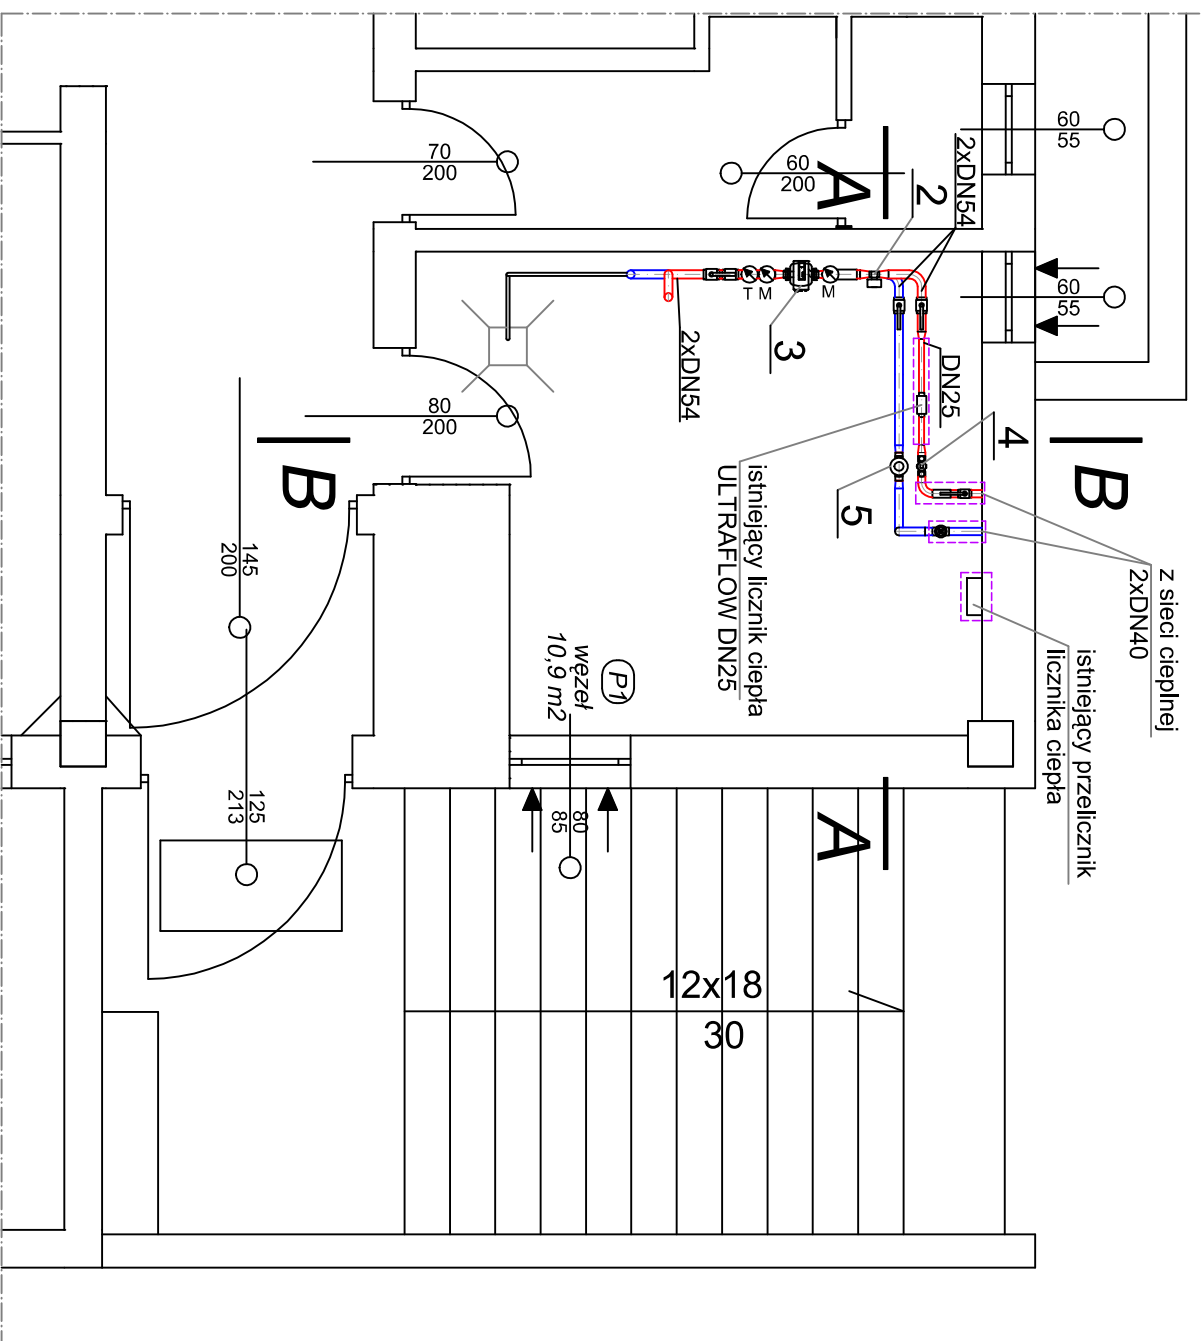 60
55
70
200
60
200
A
2
2xDN54
60
55
T M
M
3
2xDN54
DN25
4
80
200
B
B
5
istniejący licznik ciepła
ULTRAFLOW DN25
z sieci cieplnej
2xDN40
istniejący przelicznik
licznika ciepła
145
200
P1
węzeł
10,9 m2
125
213
80
85
A
12x18
30